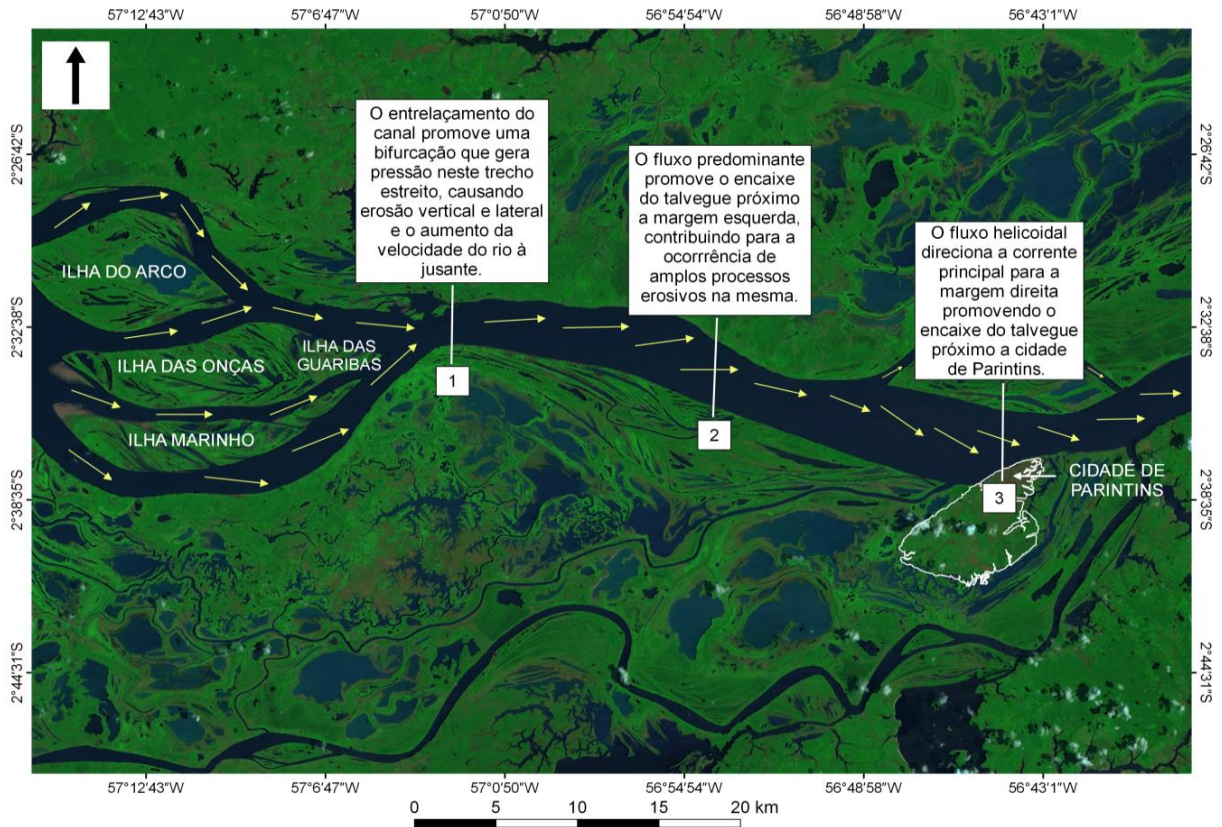 57°12'43"W
57°6'47"W
57°0'50"W
56°54'54"W
56°48'58"W
56°43'1"W
2°26'42"S
2°26'42"S
O entrelaçamento do
canal promove uma
bifurcação que gera
pressão neste trecho
estreito, causando
erosão vertical e lateral
e o aumento da
velocidade do rio à
jusante.
O fluxo predominante
promove o encaixe
do talvegue próximo
a margem esquerda,
contribuindo para a
ocorrrência de
amplos processos
erosivos na mesma.
O fluxo helicoidal
direciona a corrente
principal para a
margem direita
promovendo o
encaixe do talvegue
próximo a cidade
de Parintins.
ILHA DO ARCO
2°32'38"S
2°32'38"S
ILHA DAS ONÇAS
ILHA DAS
GUARIBAS
1
ILHA MARINHO
2
CIDADE DE
PARINTINS
3
2°38'35"S
2°38'35"S
2°44'31"S
2°44'31"S
57°12'43"W
57°6'47"W
57°0'50"W
56°54'54"W
56°48'58"W
56°43'1"W
0 5 10 15 20 km